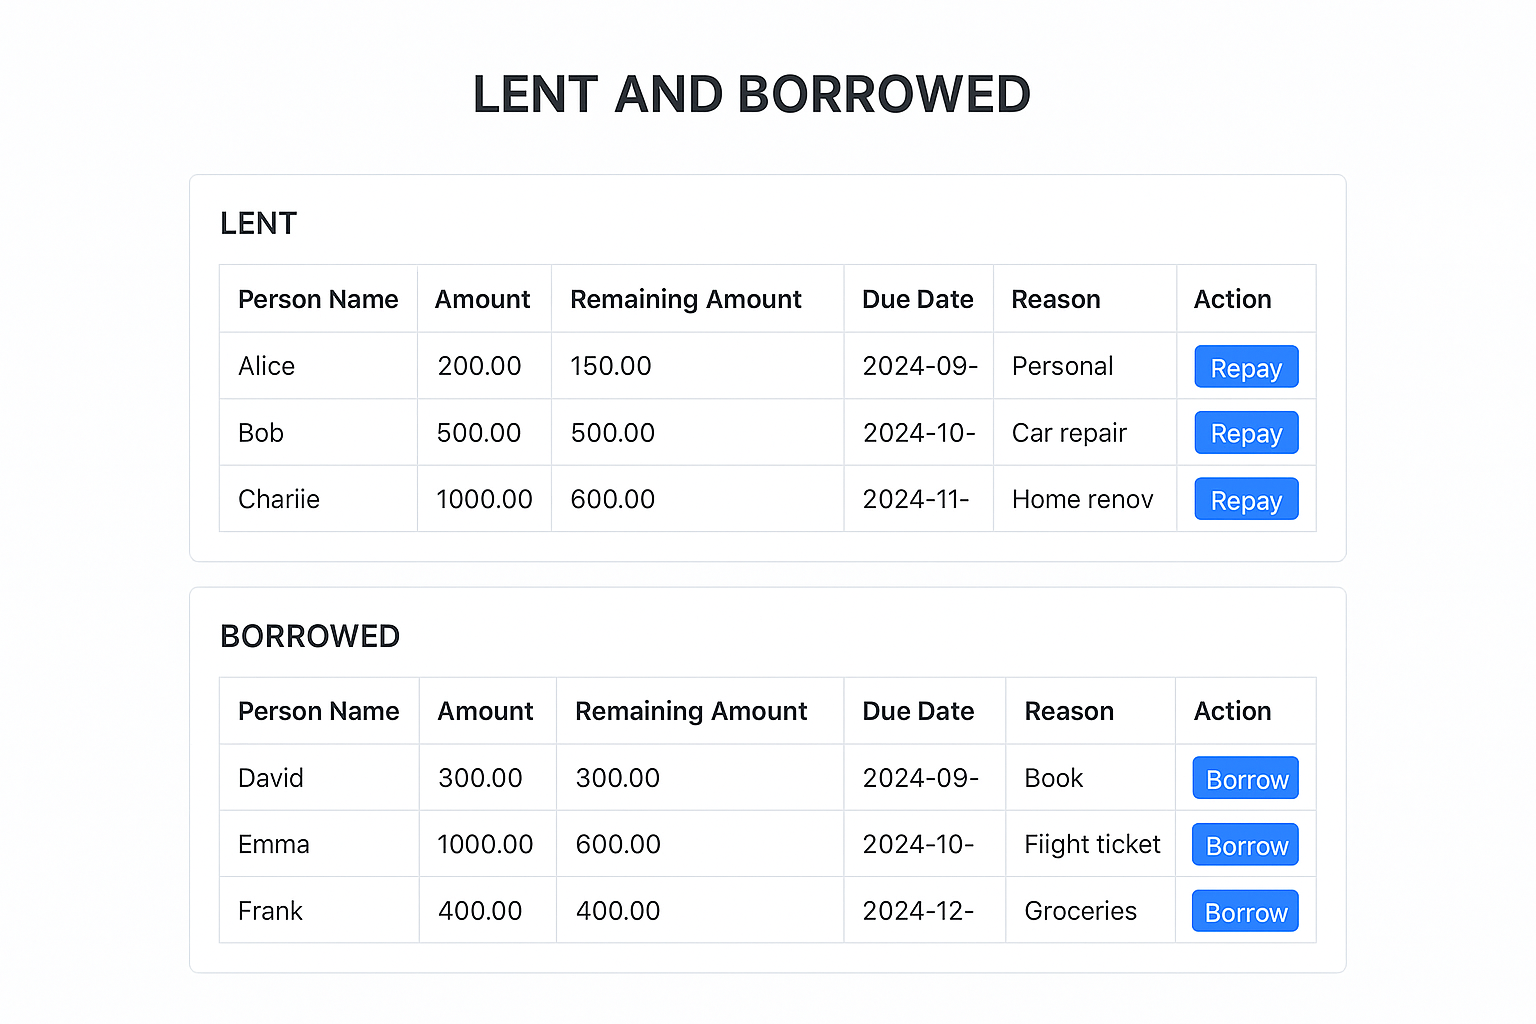 LENT AND BORROWED
LENT
Person Name Amount Remaining Amount Due Date Reason Action
Alice 200.00 150.00 2024-09- Personal Repay
Bob 500.00 500.00 2024-10- Car repair Repay
Chariie 1000.00 600.00 2024-11- Home renov Repay
BORROWED
Person Name Amount Remaining Amount Due Date Reason Action
David 300.00 300.00 2024-09- Book Borrow
Emma 1000.00 600.00 2024-10- Fiight ticket Borrow
Frank 400.00 400.00 2024-12- Groceries Borrow